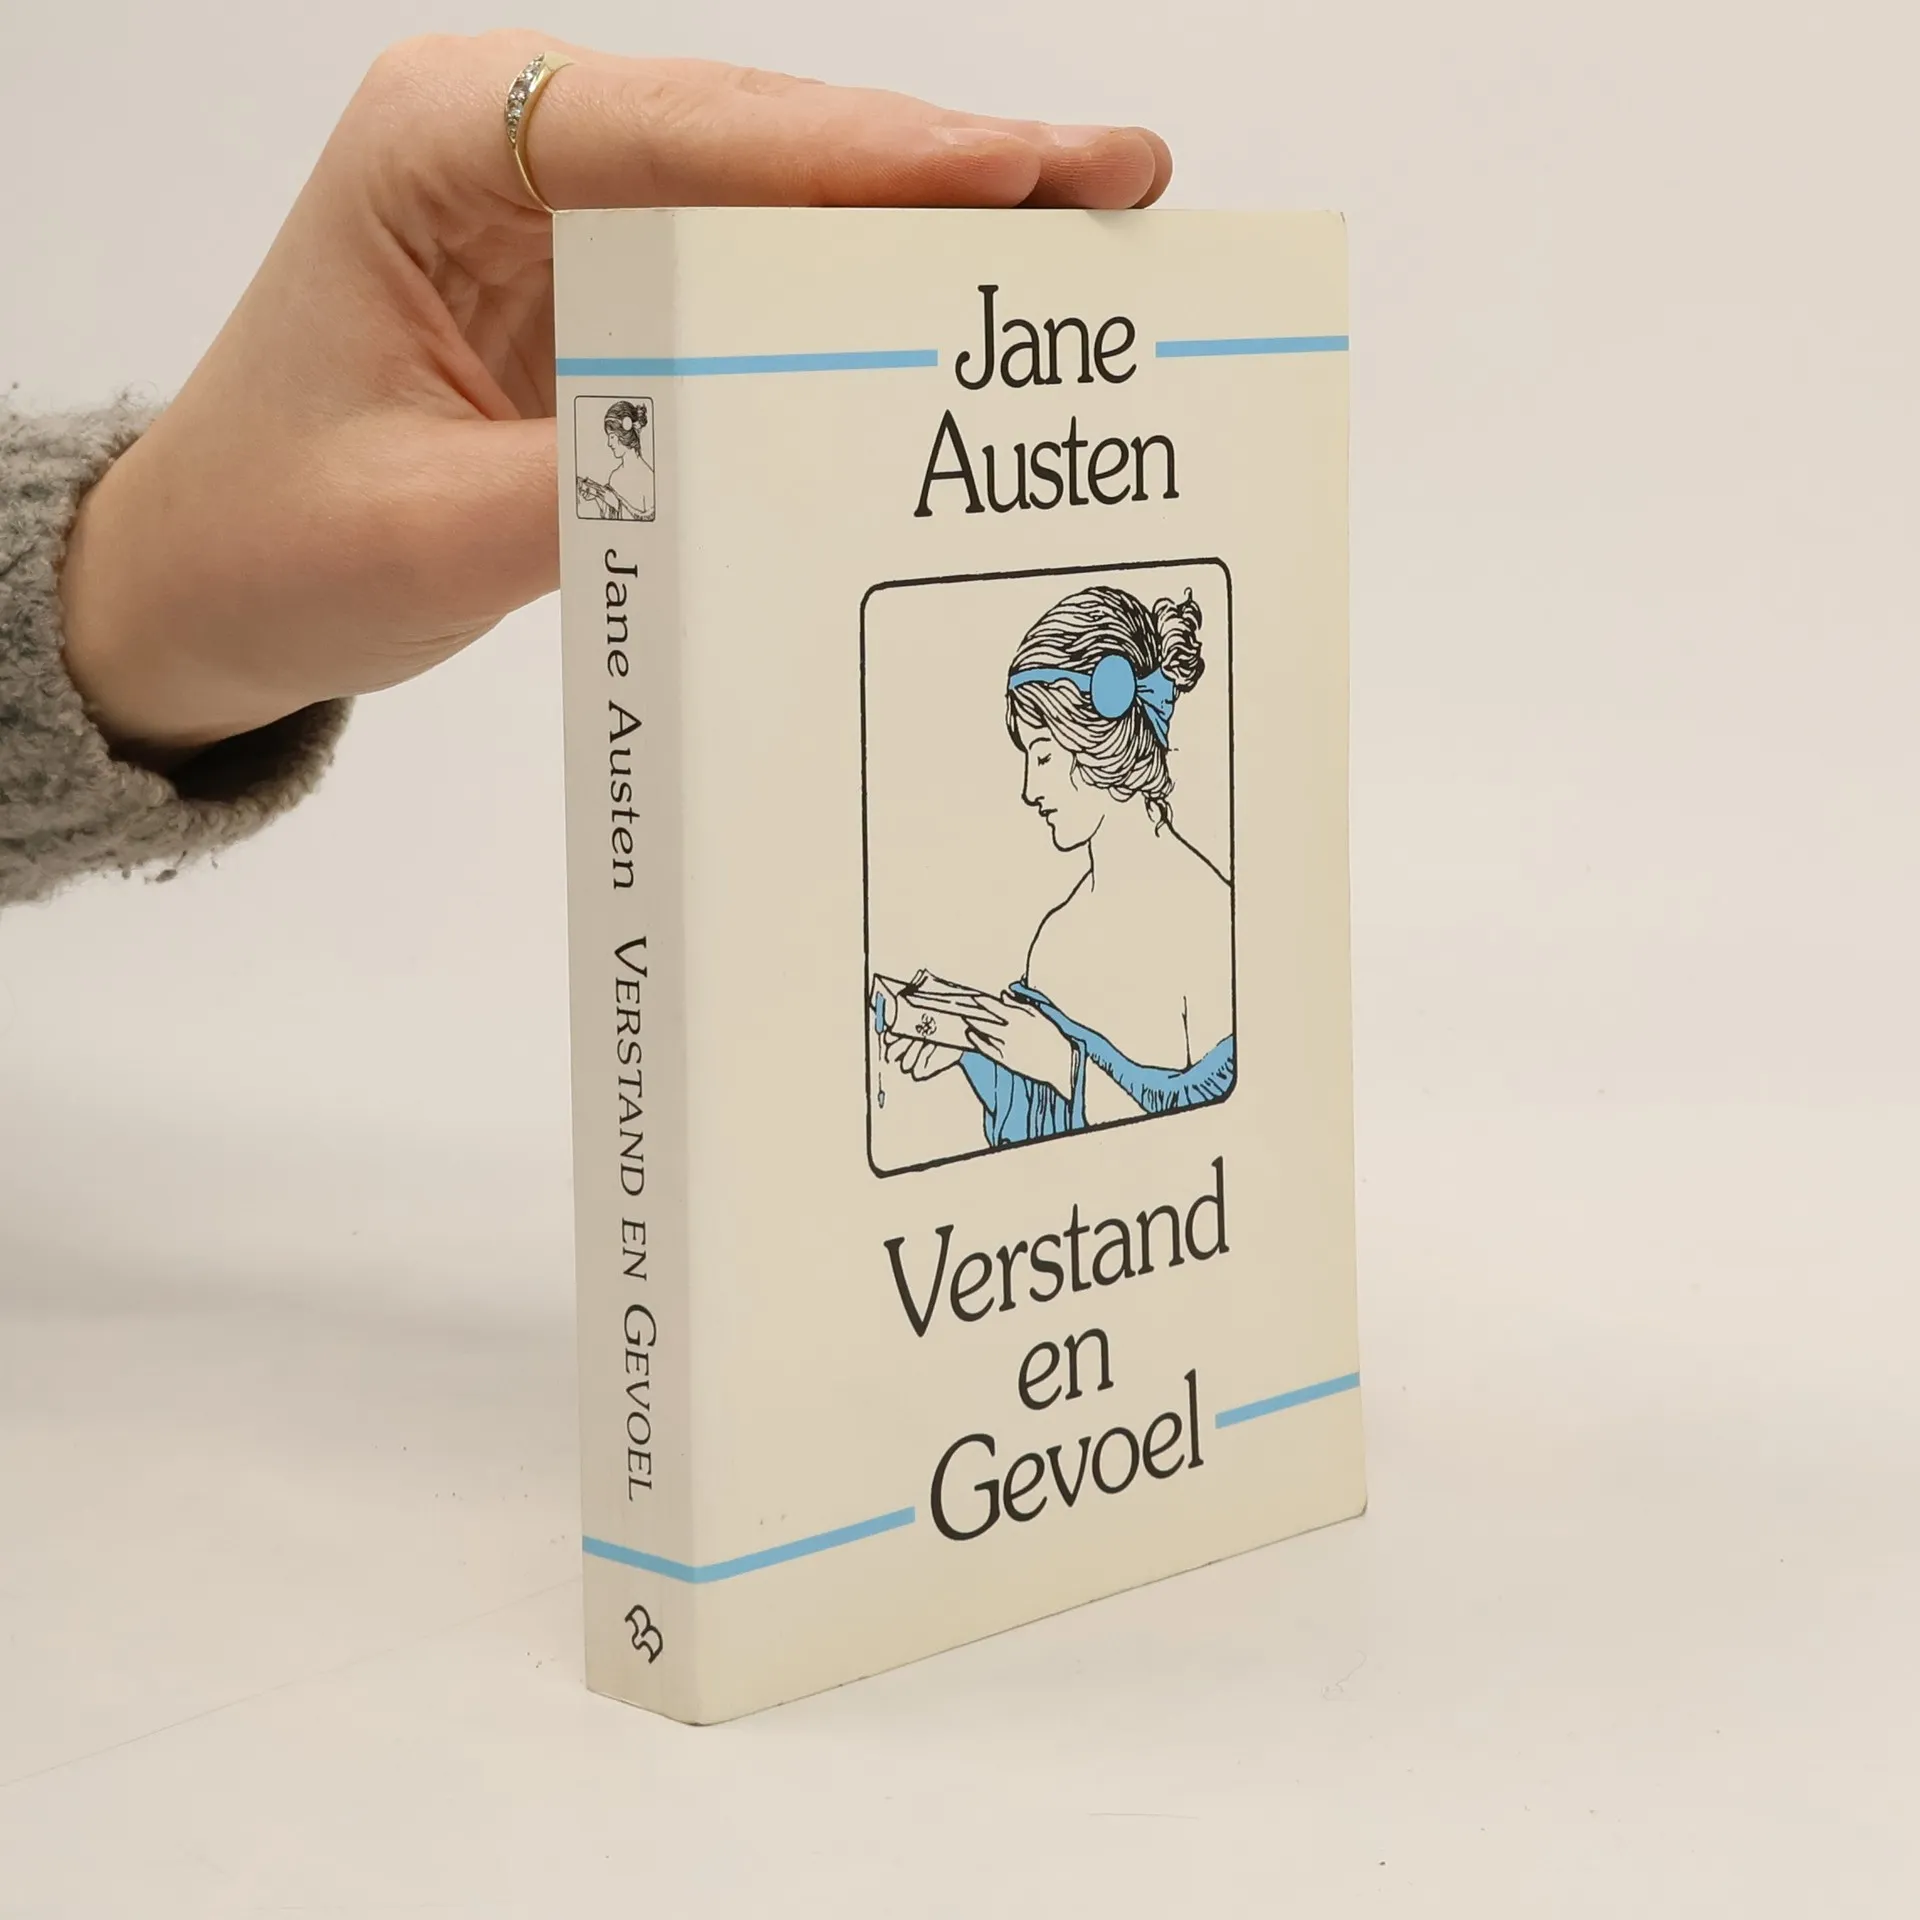 Jane
Austen
Verstand
en
Gevoel
Jane Austen VERSTAND EN GEVOEL